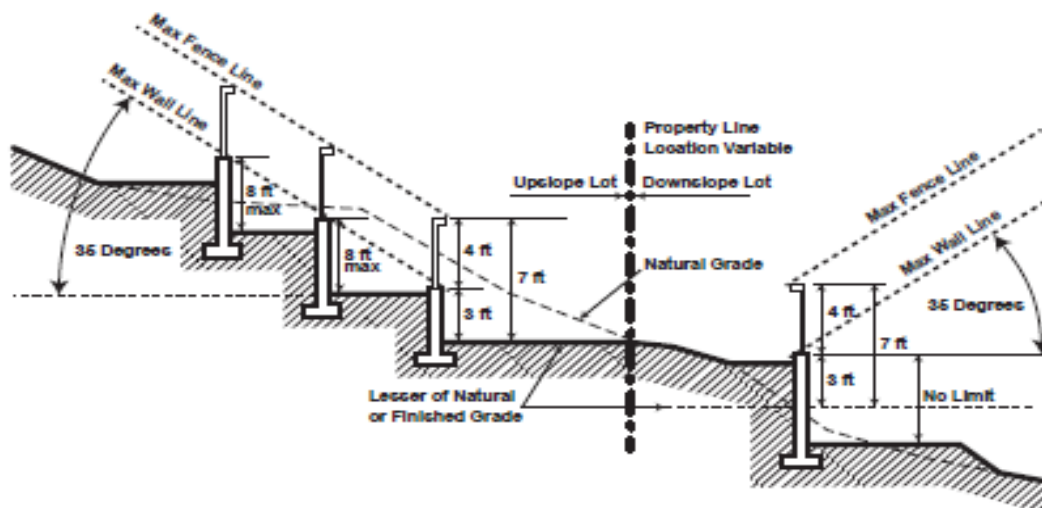 Max Fence Line
Max Wall Line
Property Line
Location Variable
Upslope Lot
Downslope Lot
Max Fence Line
Max Wall Line
8 ft
max
35 Degrees
8 ft
max
4 ft
7 ft
3 ft
Natural Grade
4 ft
7 ft
35 Degrees
3 ft
No Limit
Lesser of Natural
or Finished Grade